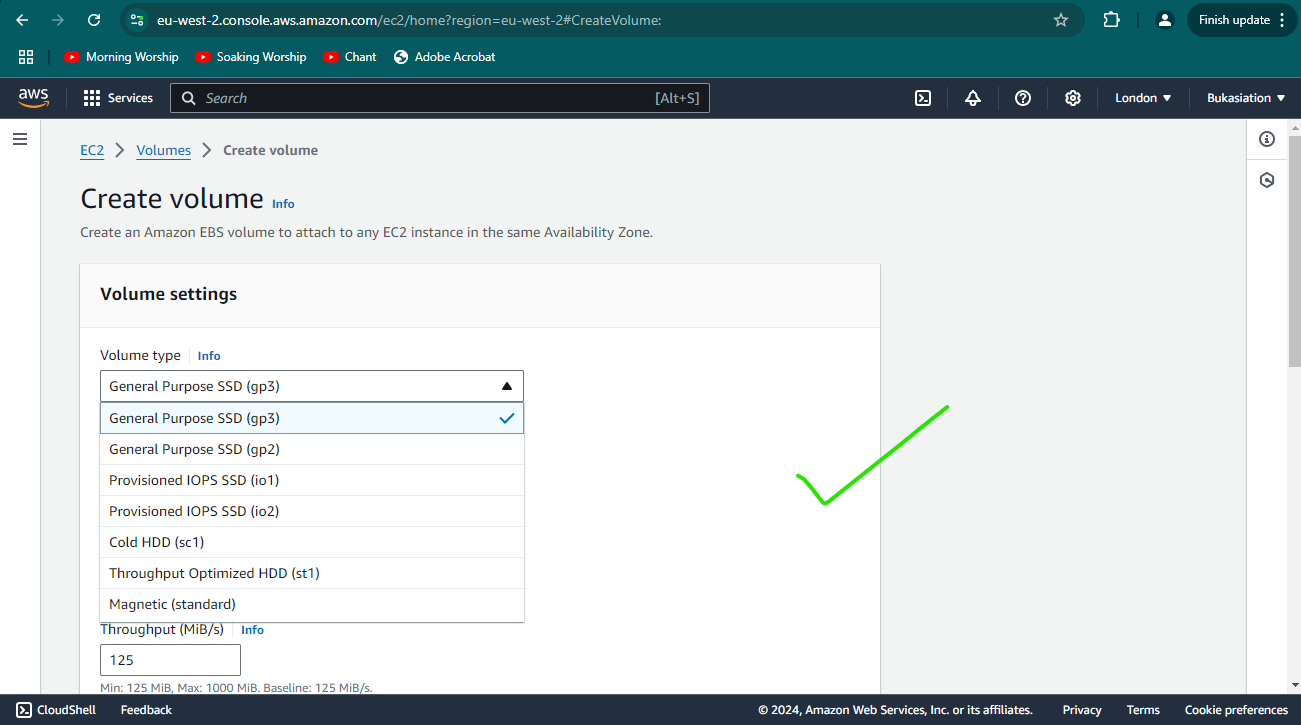 eu-west-2.console.aws.amazon.com/ec2/home?region=eu-west-2#CreateVolume:
Finish update
Morning Worship
Soaking Worship
Chant
Adobe Acrobat
aws
Services
Search
[Alt+S]
London
Bukasiation
EC2
Volumes
Create volume
Create volume Info
Create an Amazon EBS volume to attach to any EC2 instance in the same Availability Zone.
Volume settings
Volume type
Info
General Purpose SSD (gp3)
General Purpose SSD (gp3)
General Purpose SSD (gp2)
Provisioned IOPS SSD (io1)
Provisioned IOPS SSD (io2)
Cold HDD (sc1)
Throughput Optimized HDD (st1)
Magnetic (standard)
Throughput (MiB/s)
Info
125
Min: 125 MiB, Max: 1000 MiB. Baseline: 125 MiB/s.
CloudShell
Feedback
© 2024, Amazon Web Services, Inc. or its affiliates.
Privacy
Terms
Cookie preferences